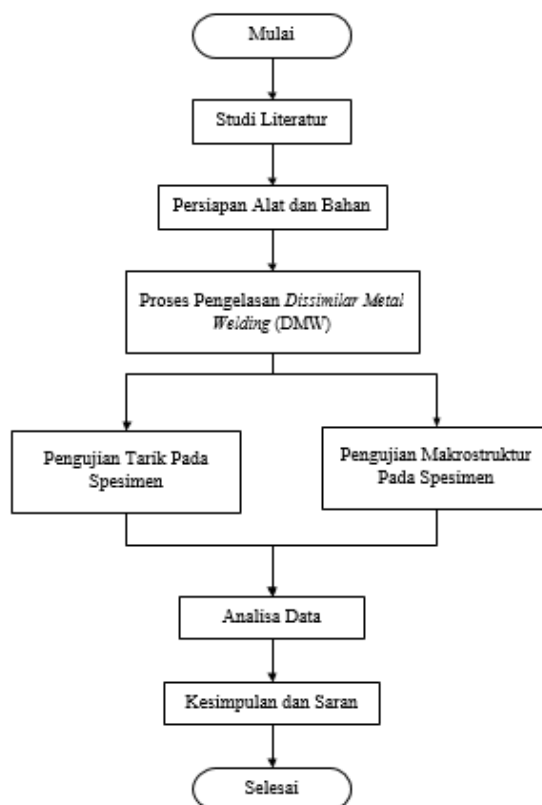 Mulai
Studi Literatur
Persiapan Alat dan Bahan
Proses Pengelasan Dissimilar Metal
Welding (DMW)
Pengujian Tarik Pada
Spesimen
Pengujian Makrostruktur
Pada Spesimen
Analisa Data
Kesimpulan dan Saran
Selesai